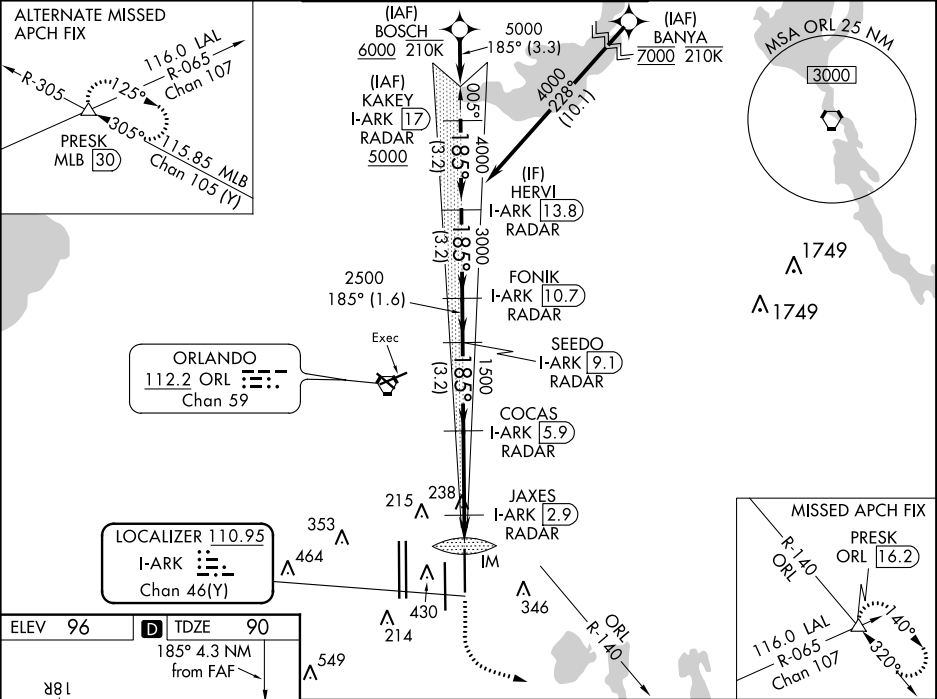 ALTERNATE MISSED
APCH FIX
116.0 LAL
R-065
Chan 107
R-305
125°
305°
PRESK
MLB 30
115.85 MLB
Chan 105 (Y)
(IAF)
BOSCH
6000 210K
5000
185° (3.3)
(IAF)
BANYA
7000 210K
MSA ORL 25 NM
3000
(IAF)
KAKEY
I-ARK 17
RADAR
5000
005°
4000
228°
(10.1)
4000
185°
(3.2)
(IF)
HERVI
I-ARK 13.8
RADAR
3000
185°
(3.2)
1749
1749
2500
185° (1.6)
FONIK
I-ARK 10.7
RADAR
Exec
SEEDO
I-ARK 9.1
RADAR
ORLANDO
112.2 ORL
Chan 59
1500
185°
(3.2)
COCAS
I-ARK 5.9
RADAR
215
238
JAXES
I-ARK 2.9
RADAR
353
464
LOCALIZER 110.95
I-ARK
Chan 46(Y)
IM
430
346
214
549
ORL
R-140
MISSED APCH FIX
R-140
ORL
PRESK
ORL 16.2
140°
320°
116.0 LAL
R-065
Chan 107
ELEV 96
D
TDZE 90
185° 4.3 NM
from FAF
18R